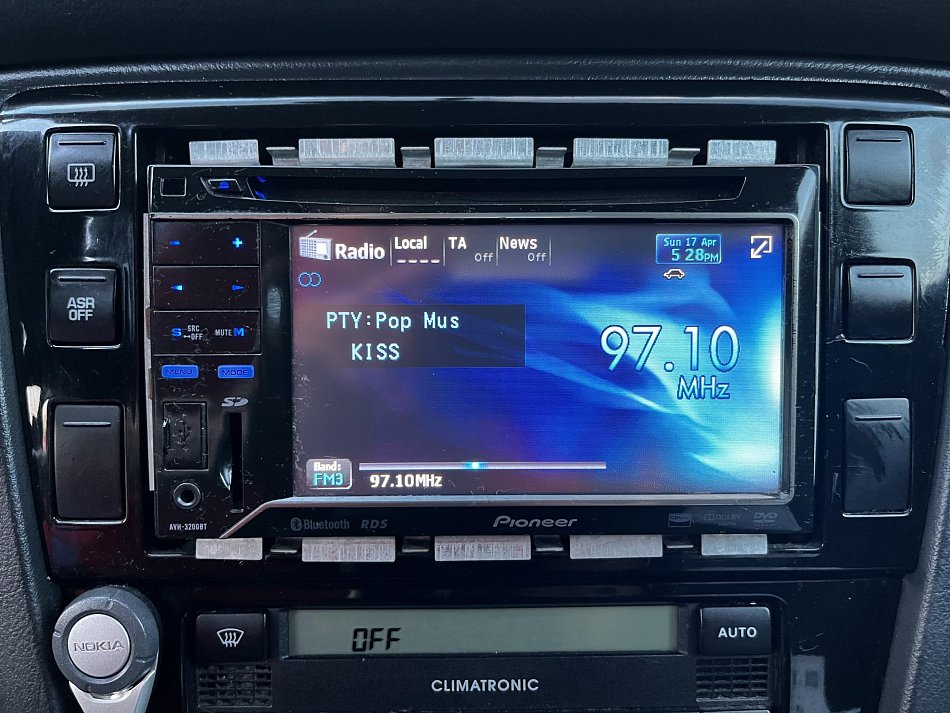 Radio Local TA Off News Off
Sun 17 Apr
5 28PM
PTY:Pop Mus
KISS
97.10
MHz
Band:
FM3
97.10MHz
ASR
OFF
S SRC OFF
MUTE M
MENU
MODE
SD
AVH-3200BT
Bluetooth RDS Pioneer DivX DOLBY DVD
NOKIA
OFF
AUTO
CLIMATRONIC